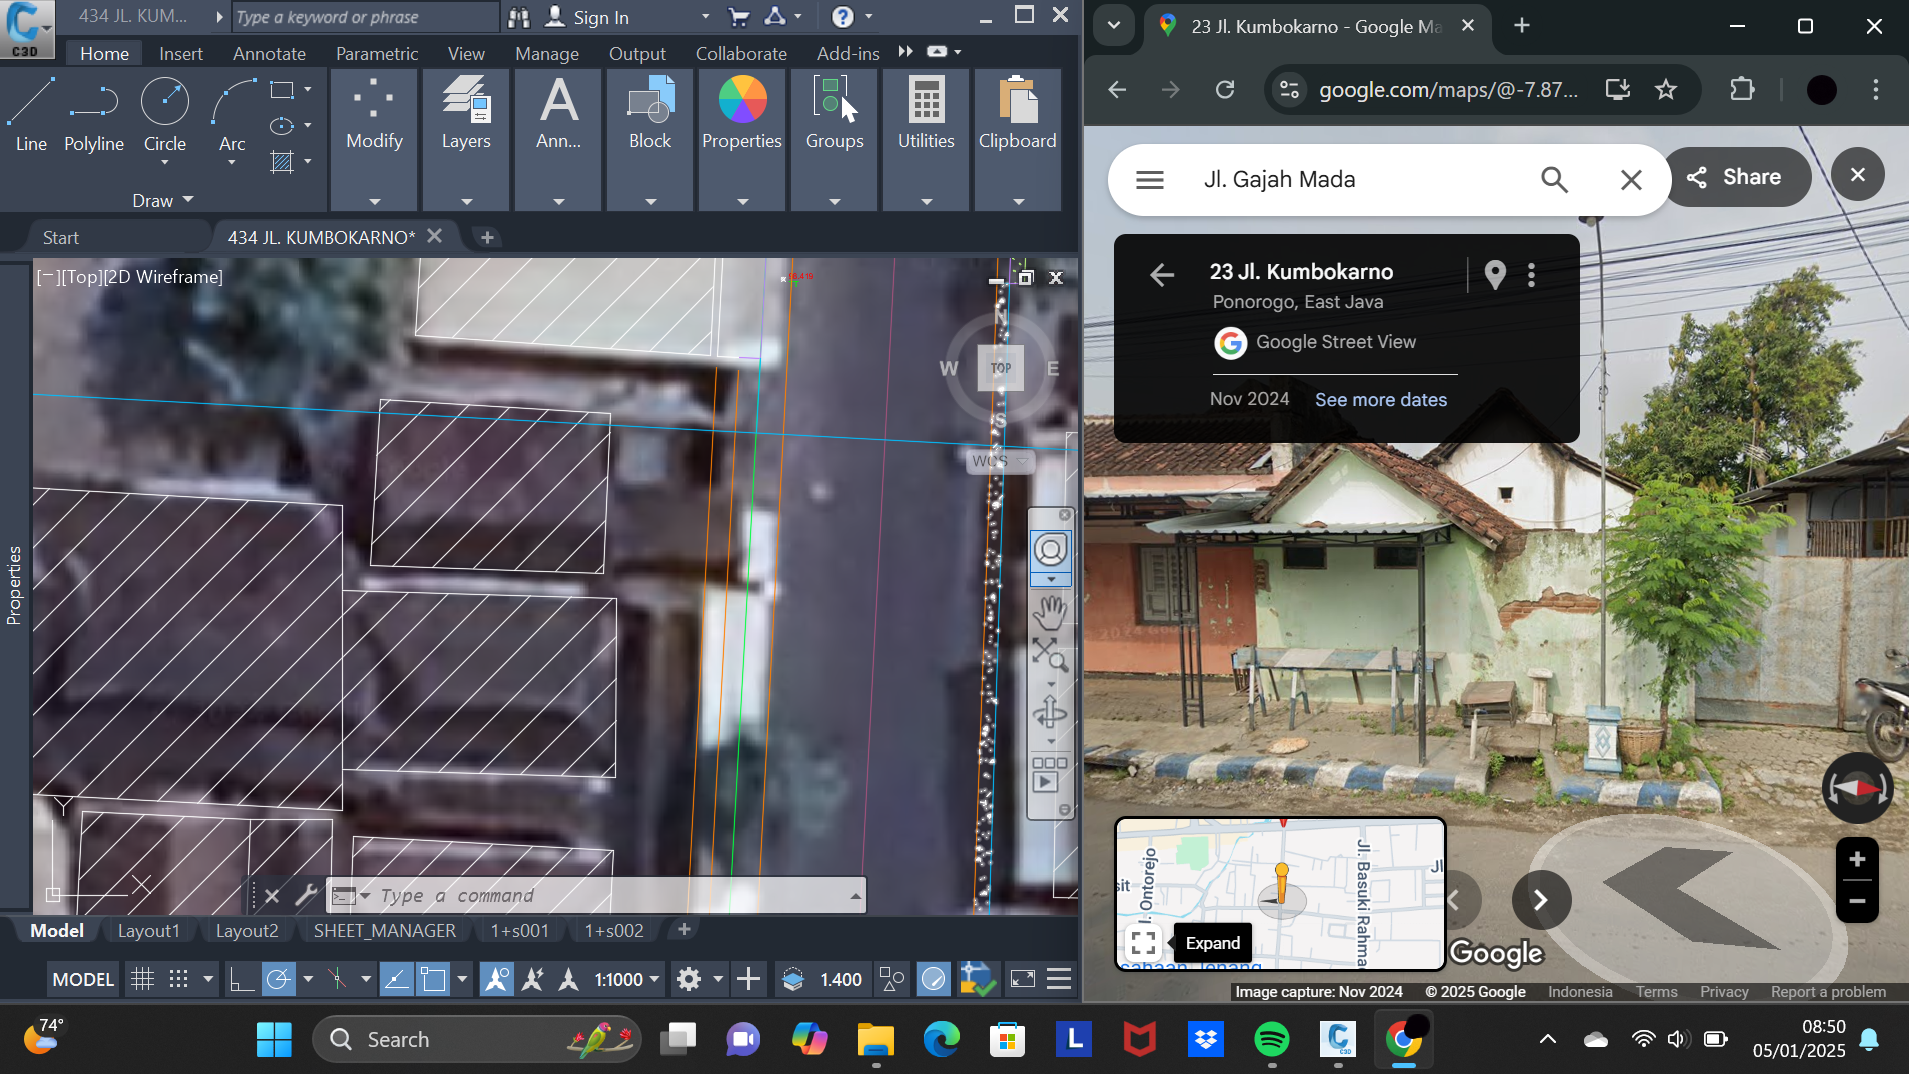 C3D
434 JL. KUM...
Type a keyword or phrase
Sign In
Home Insert Annotate Parametric View Manage Output Collaborate Add-ins
Line Polyline Circle Arc
Draw
Modify
Layers
Ann...
Block
Properties
Groups
Utilities
Clipboard
Start
434 JL. KUMBOKARNO*
[−][Top][2D Wireframe]
N
W TOP E
S
WCS
Properties
Y
X
Type a command
Model Layout1 Layout2 SHEET_MANAGER 1+s001 1+s002
MODEL 1:1000 1.400
23 Jl. Kumbokarno - Google Ma
google.com/maps/@-7.87...
Jl. Gajah Mada
Share
23 Jl. Kumbokarno
Ponorogo, East Java
Google Street View
Nov 2024 See more dates
Jl. Basuki Rahma
Expand
Google
Image capture: Nov 2024 © 2025 Google Indonesia Terms Privacy Report a problem
74°
Search
L
C3D
08:50
05/01/2025